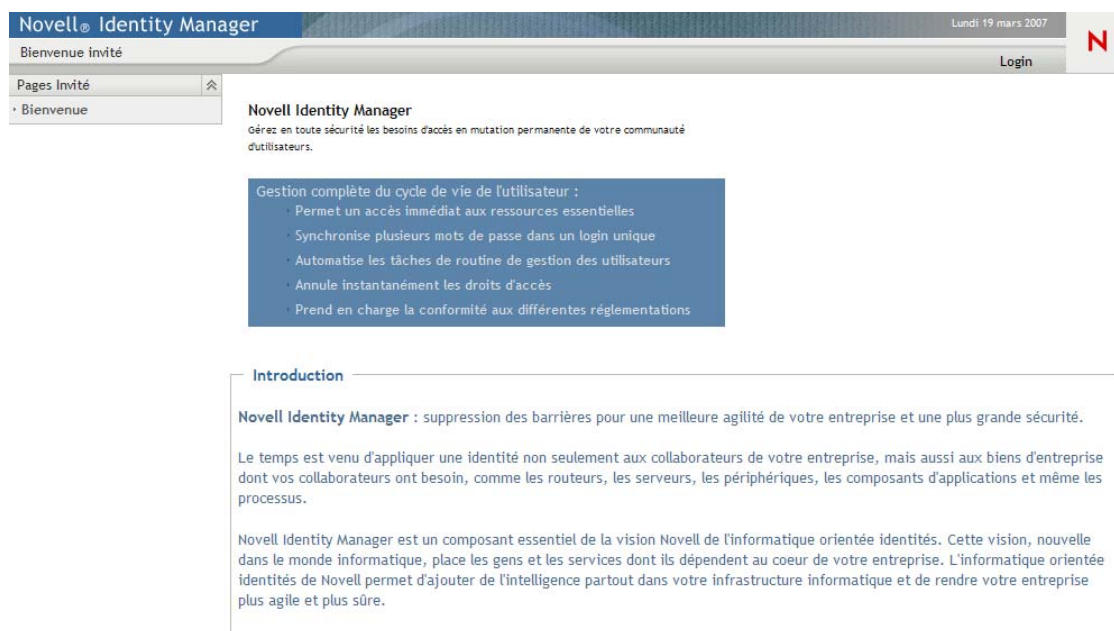 Novell® Identity Manager
Lundi 19 mars 2007
N
Bienvenue invité
Login
Pages Invité
· Bienvenue
Novell Identity Manager
Gérez en toute sécurité les besoins d'accès en mutation permanente de votre communauté
d'utilisateurs.
Gestion complète du cycle de vie de l'utilisateur :
· Permet un accès immédiat aux ressources essentielles
· Synchronise plusieurs mots de passe dans un login unique
· Automatise les tâches de routine de gestion des utilisateurs
· Annule instantanément les droits d'accès
· Prend en charge la conformité aux différentes réglementations
Introduction
Novell Identity Manager : suppression des barrières pour une meilleure agilité de votre entreprise et une plus grande sécurité.
Le temps est venu d'appliquer une identité non seulement aux collaborateurs de votre entreprise, mais aussi aux biens d'entreprise
dont vos collaborateurs ont besoin, comme les routeurs, les serveurs, les périphériques, les composants d'applications et même les
processus.
Novell Identity Manager est un composant essentiel de la vision Novell de l'informatique orientée identités. Cette vision, nouvelle
dans le monde informatique, place les gens et les services dont ils dépendent au coeur de votre entreprise. L'informatique orientée
identités de Novell permet d'ajouter de l'intelligence partout dans votre infrastructure informatique et de rendre votre entreprise
plus agile et plus sûre.